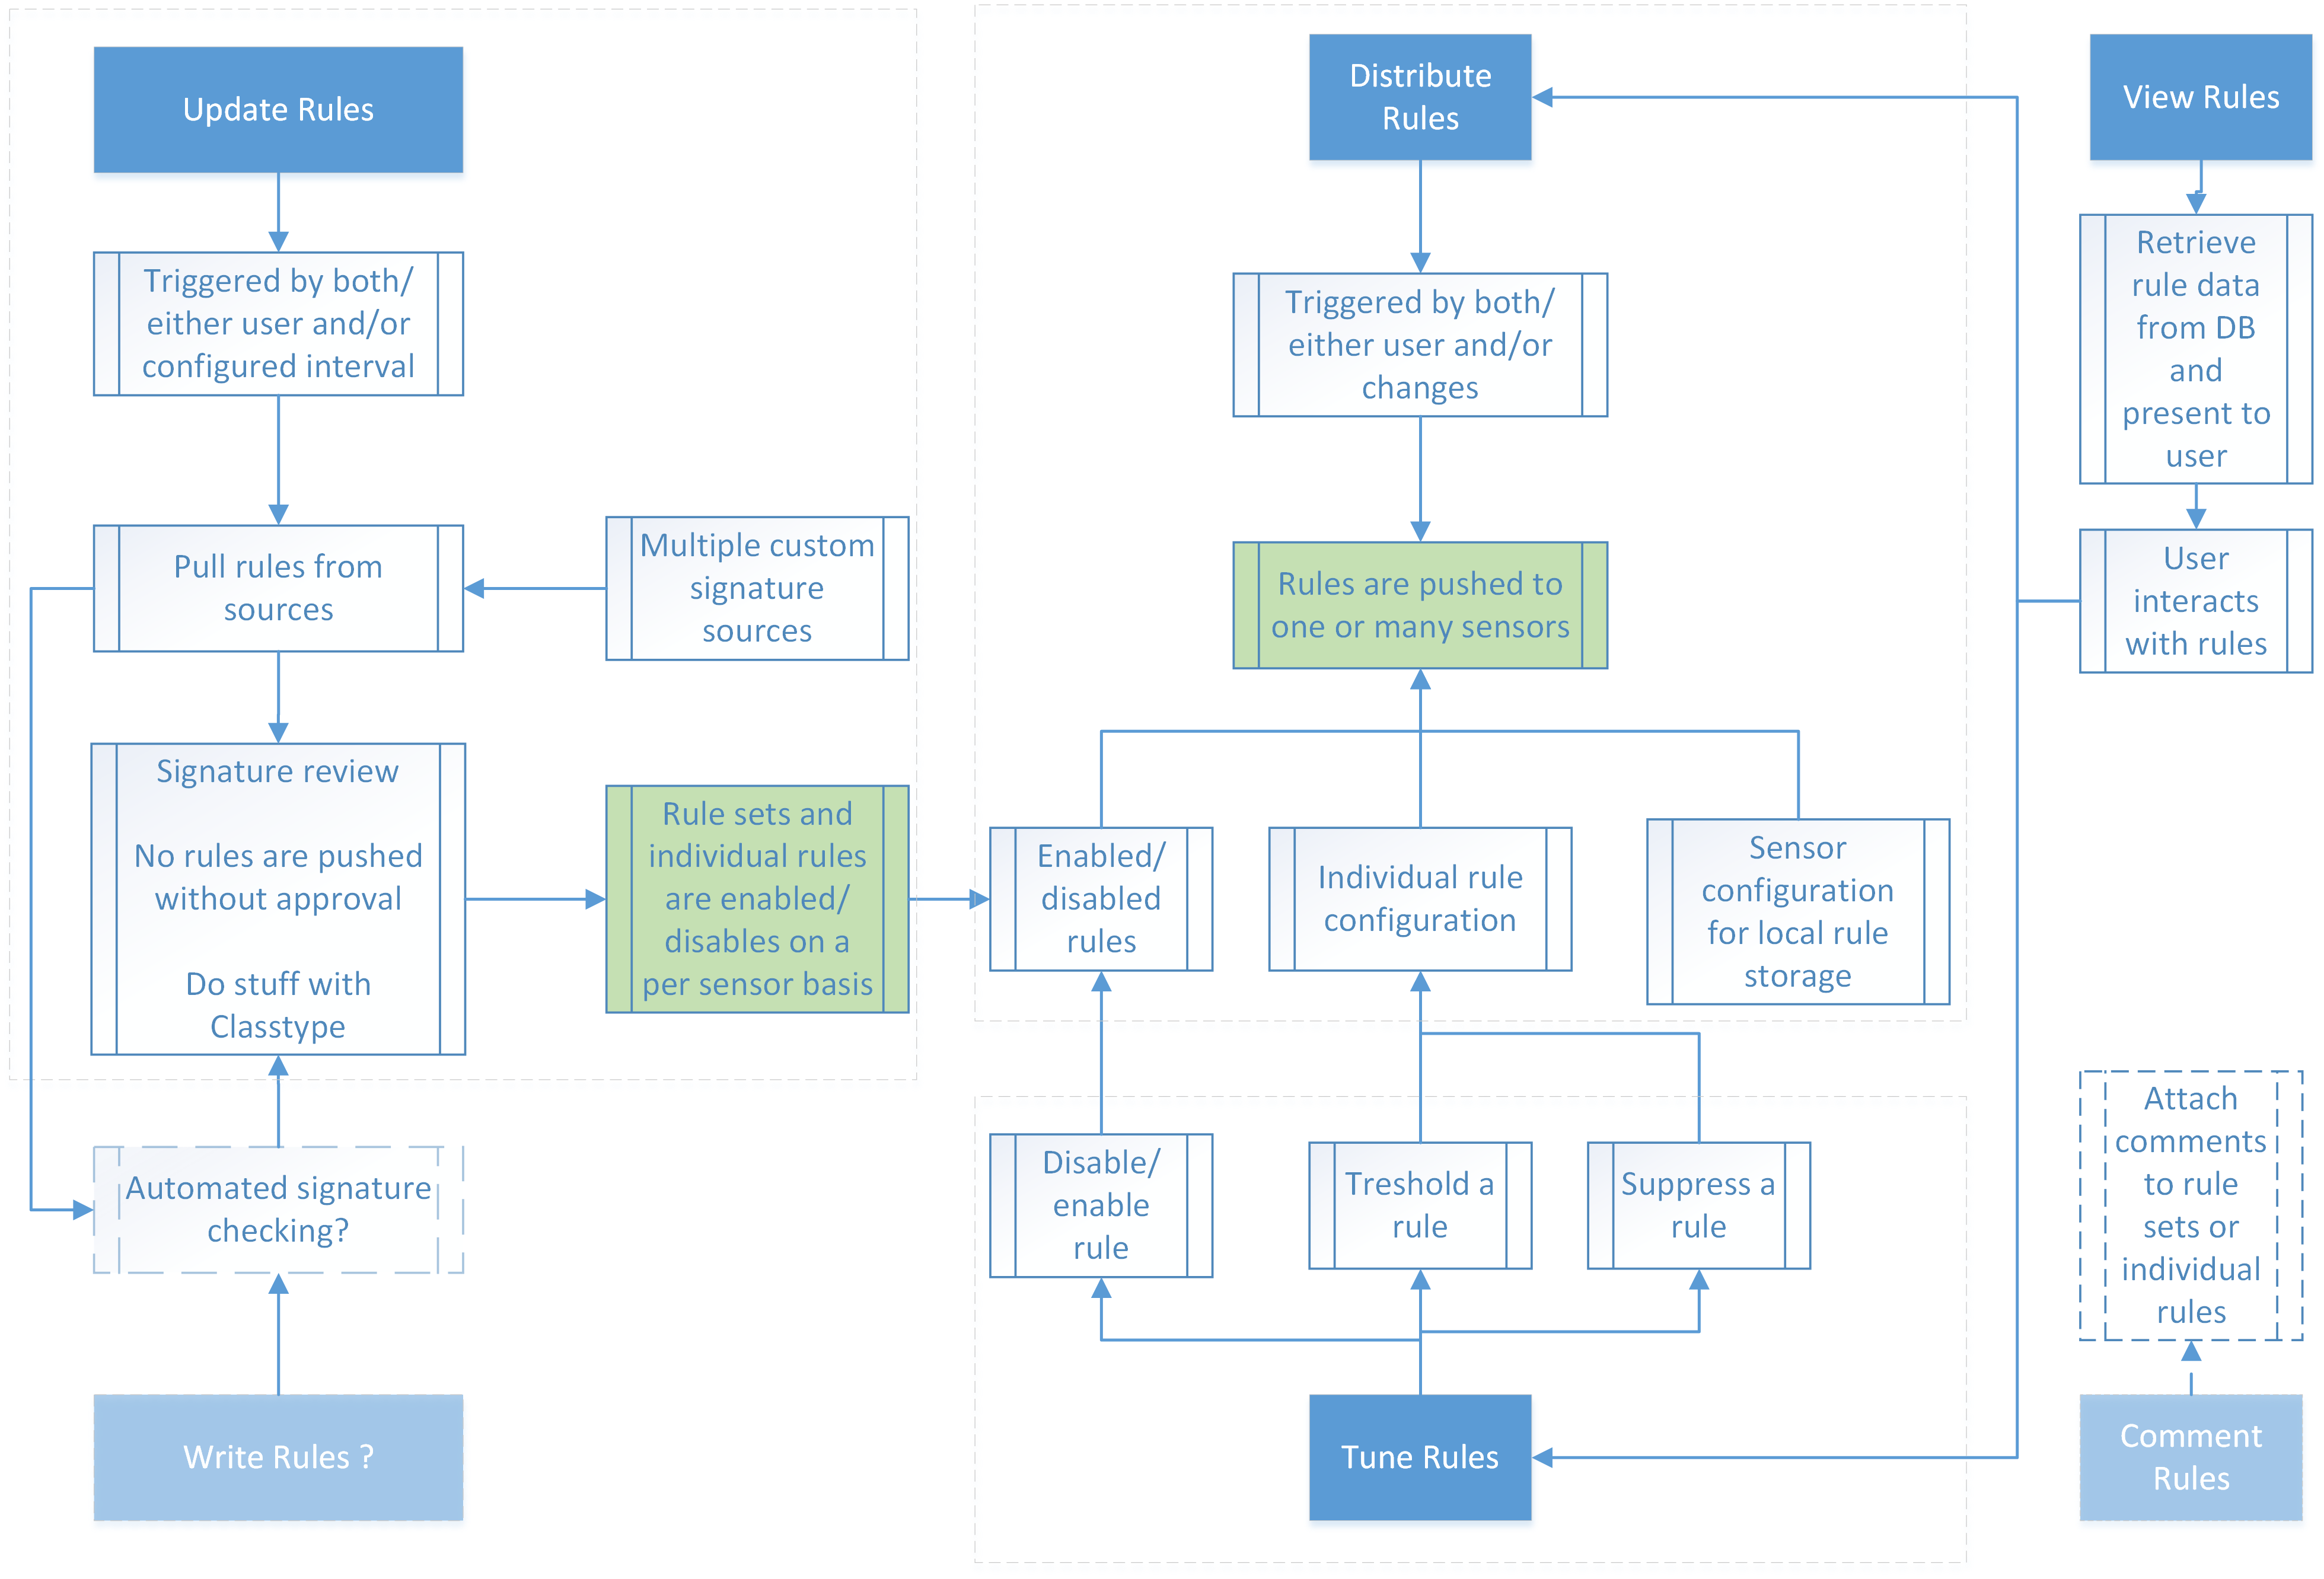 Update Rules
Triggered by both/
either user and/or
configured interval
Pull rules from
sources
Multiple custom
signature
sources
Signature review
No rules are pushed
without approval
Do stuff with
Classtype
Rule sets and
individual rules
are enabled/
disables on a
per sensor basis
Automated signature
checking?
Write Rules ?
Distribute
Rules
Triggered by both/
either user and/or
changes
Rules are pushed to
one or many sensors
Enabled/
disabled
rules
Individual rule
configuration
Sensor
configuration
for local rule
storage
Disable/
enable
rule
Treshold a
rule
Suppress a
rule
Tune Rules
View Rules
Retrieve
rule data
from DB
and
present to
user
User
interacts
with rules
Attach
comments
to rule
sets or
individual
rules
Comment
Rules